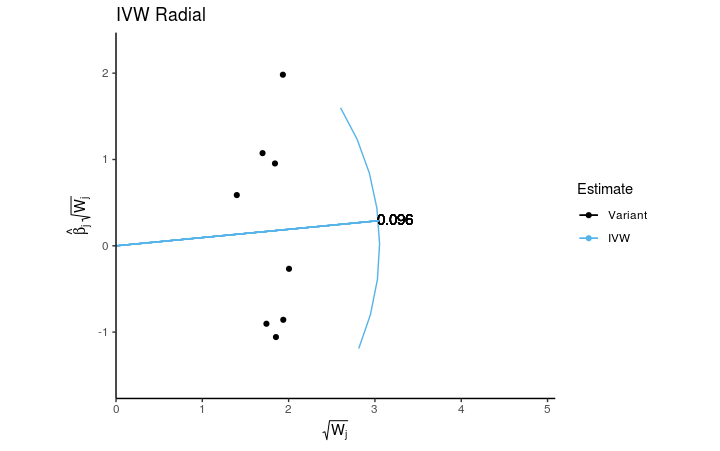 IVW Radial
2
1
0
-1
β̂j√Wj
0.096
0 1 2 3 4 5
√Wj
Estimate
Variant
IVW